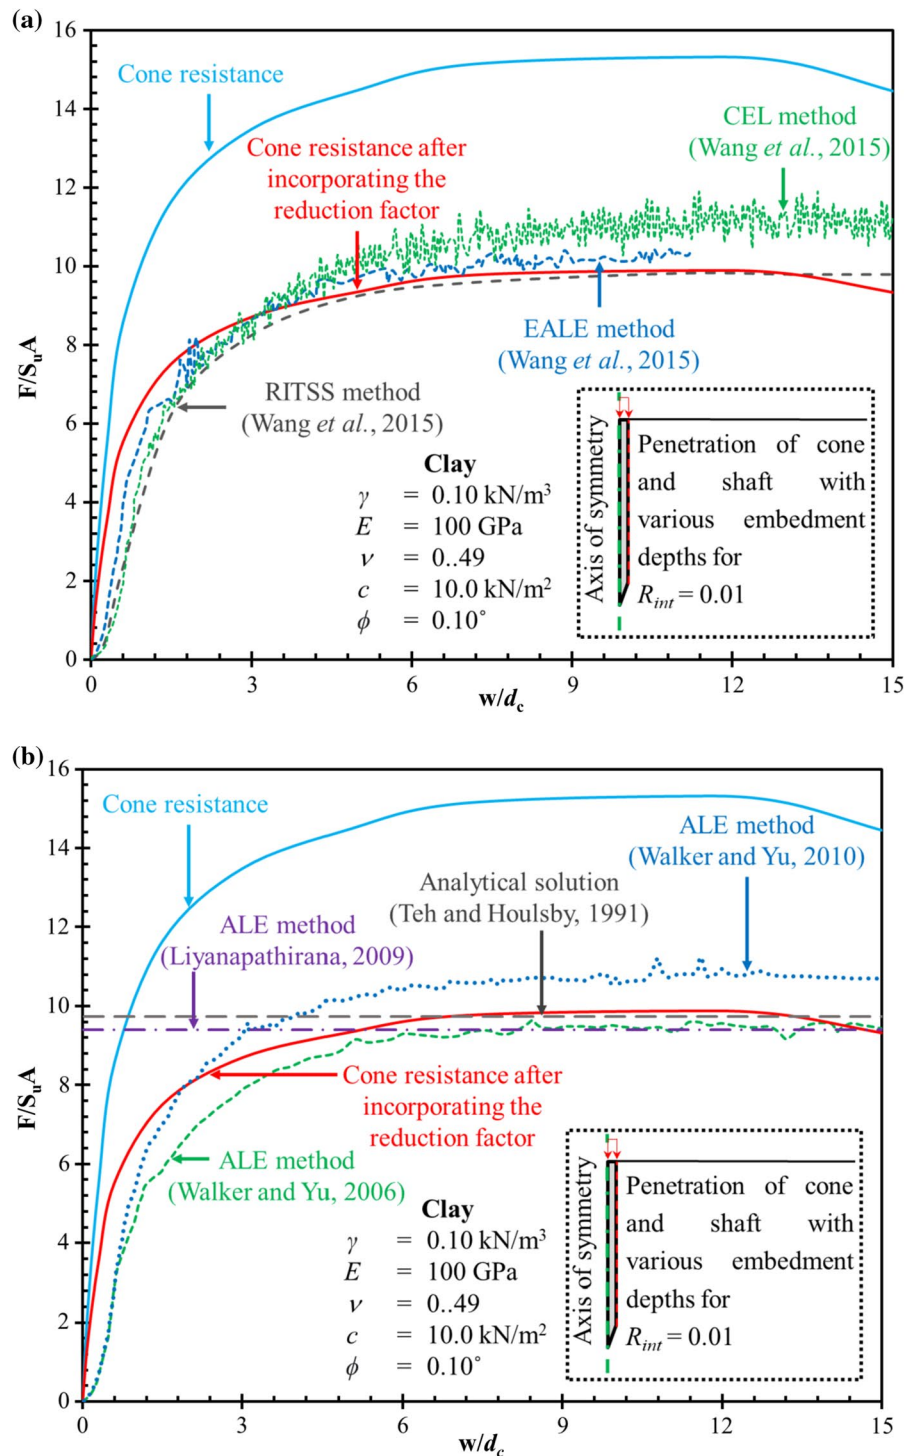 (a)
16
14
12
10
8
6
4
2
0
F/SuA
Cone resistance
Cone resistance after
incorporating the
reduction factor
CEL method
(Wang et al., 2015)
EALE method
(Wang et al., 2015)
RITSS method
(Wang et al., 2015)
Clay
γ = 0.10 kN/m³
E = 100 GPa
ν = 0..49
c = 10.0 kN/m²
ϕ = 0.10°
Axis of symmetry
Penetration of cone
and shaft with
various embedment
depths for
Rint = 0.01
0 3 6 9 12 15
w/dc
(b)
16
14
12
10
8
6
4
2
0
F/SuA
Cone resistance
ALE method
(Walker and Yu, 2010)
Analytical solution
(Teh and Houlsby, 1991)
ALE method
(Liyanapathirana, 2009)
Cone resistance after
incorporating the
reduction factor
ALE method
(Walker and Yu, 2006)
Clay
γ = 0.10 kN/m³
E = 100 GPa
ν = 0..49
c = 10.0 kN/m²
ϕ = 0.10°
Axis of symmetry
Penetration of cone
and shaft with
various embedment
depths for
Rint = 0.01
0 3 6 9 12 15
w/dc